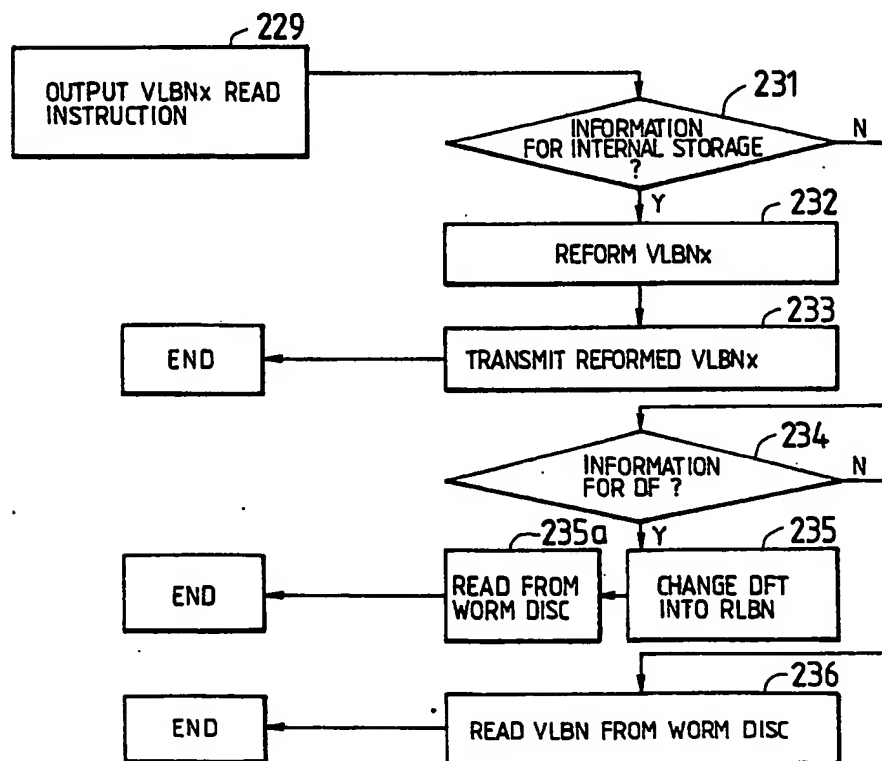 229
OUTPUT VLBNx READ
INSTRUCTION
231
INFORMATION
FOR INTERNAL STORAGE
?
N
Y
232
REFORM VLBNx
233
TRANSMIT REFORMED VLBNx
END
234
INFORMATION
FOR DF ?
N
Y
235a
235
READ FROM
WORM DISC
CHANGE DFT
INTO RLBN
END
236
READ VLBN FROM WORM DISC
END